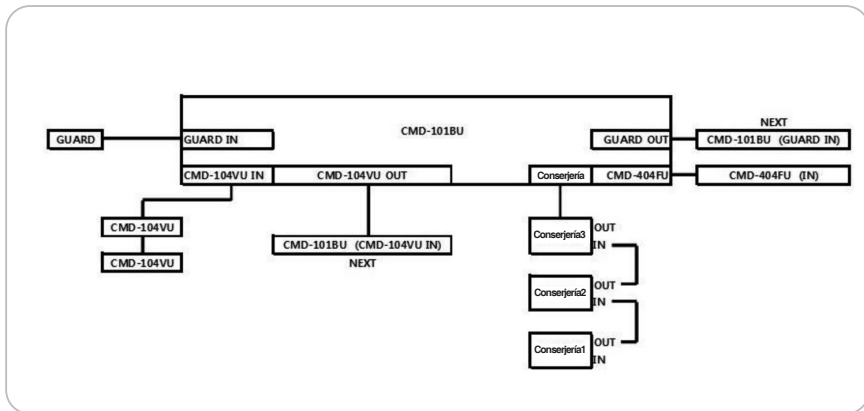 CMD-101BU
NEXT
GUARD
GUARD IN
GUARD OUT
CMD-101BU (GUARD IN)
CMD-104VU IN
CMD-104VU OUT
Conserjería
CMD-404FU
CMD-404FU (IN)
CMD-104VU
CMD-104VU
CMD-101BU (CMD-104VU IN)
NEXT
Conserjería3
OUT
IN
Conserjería2
OUT
IN
Conserjería1
OUT
IN